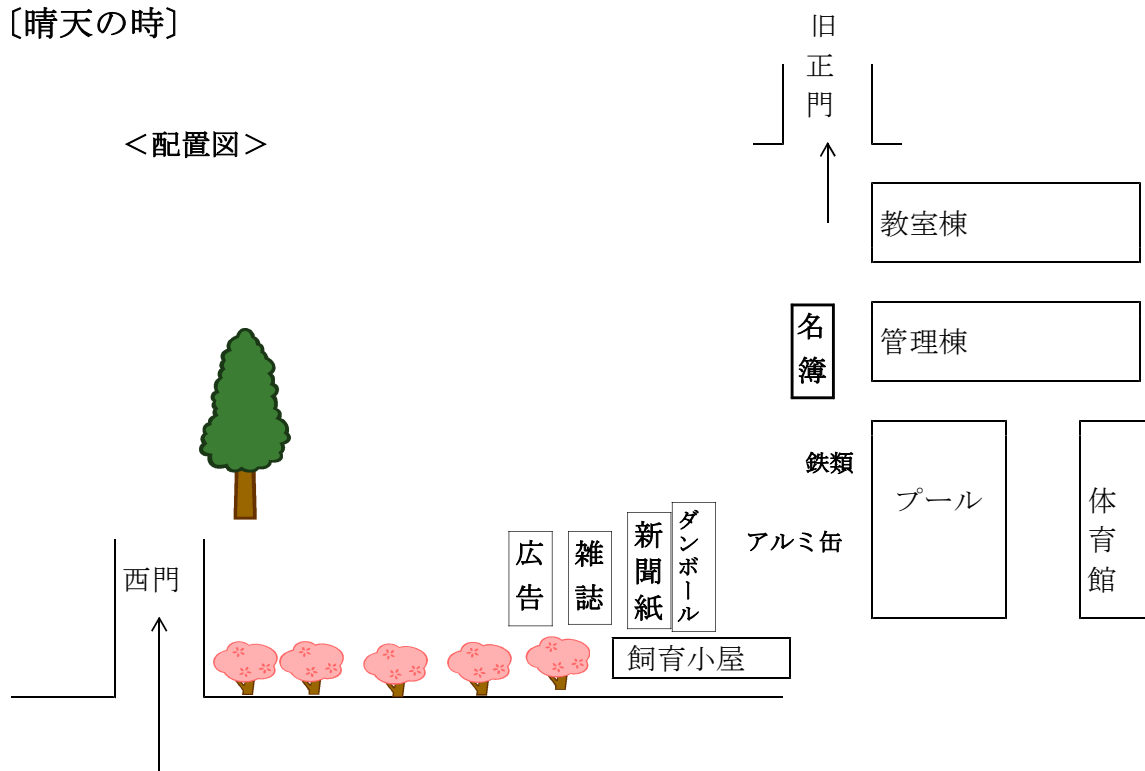 〔晴天の時〕
旧正門
＜配置図＞
教室棟
名簿
管理棟
鉄類
プール
体育館
アルミ缶
ダンボール
新聞紙
雑誌
広告
西門
飼育小屋